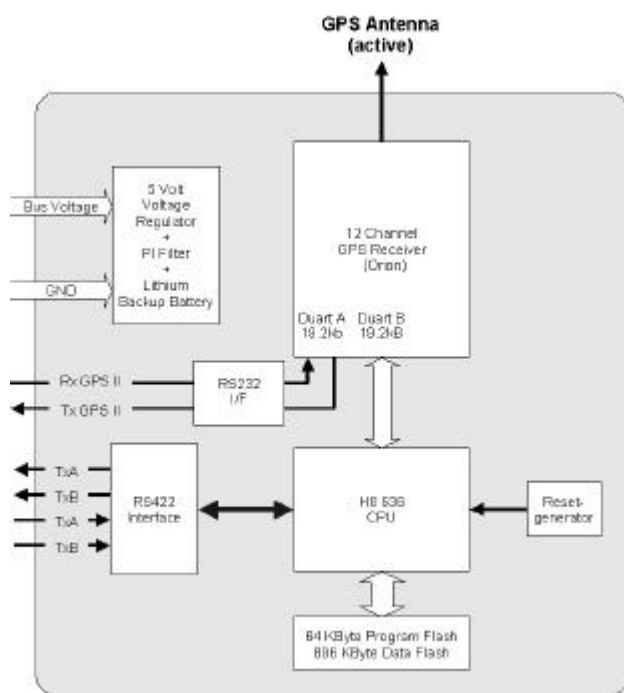 GPS Antenna
(active)
Bus Voltage
GND
5 Volt
Voltage
Regulator
+
PI Filter
+
Lithium
Backup Battery
12 Channel
GPS Receiver
(Orion)
Duart A
19.2kb
Duart B
19.2kB
Rx GPS II
Tx GPS II
RS232
I/F
TxA
TxB
TxA
TxB
RS422
Interface
H8 536
CPU
Reset-
generator
64 KByte Program Flash
KByte Data Flash